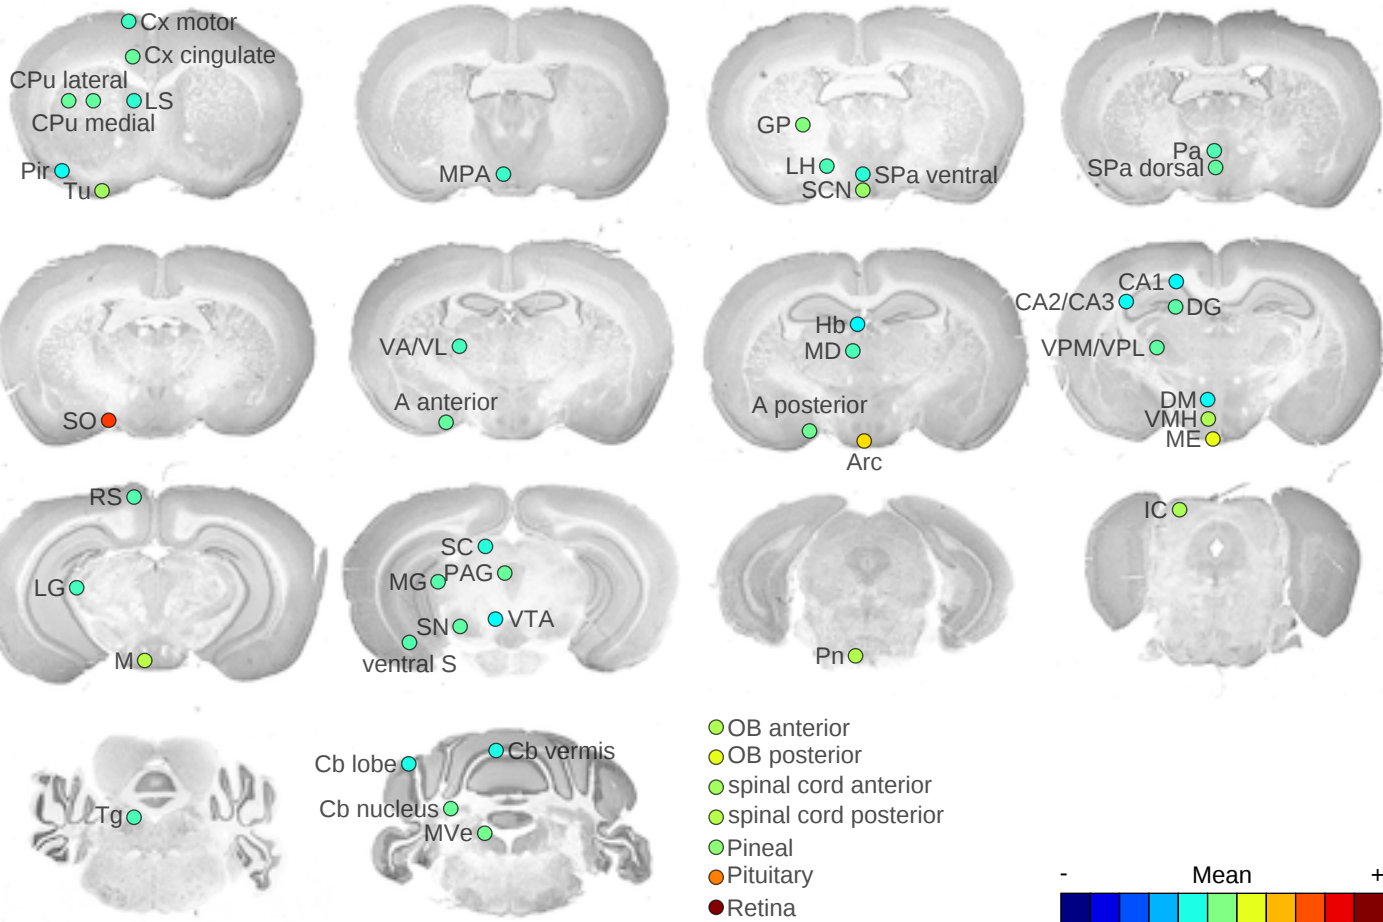 Cx motor
Cx cingulate
CPu lateral
LS
CPu medial
Pir
Tu
MPA
GP
LH
SPa ventral
SCN
Pa
SPa dorsal
SO
VA/VL
A anterior
Hb
MD
A posterior
Arc
CA1
CA2/CA3
DG
VPM/VPL
DM
VMH
ME
RS
LG
M
SC
MG
PAG
SN
VTA
ventral S
Pn
IC
Tg
Cb lobe
Cb vermis
Cb nucleus
MVe
OB anterior
OB posterior
spinal cord anterior
spinal cord posterior
Pineal
Pituitary
Retina
- Mean +